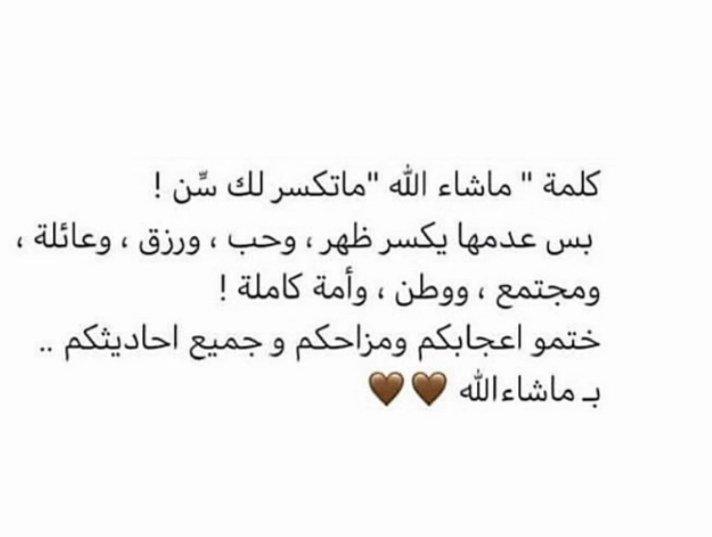 كلمة " ماشاء الله "ماتكسر لك سِّن !
بس عدمها يكسر ظهر ، وحب ، ورزق ، وعائلة ،
ومجتمع ، ووطن ، وأمة كاملة !
ختمو اعجابكم ومزاحكم و جميع احاديثكم ..
بـ ماشاءالله 🤎🤎